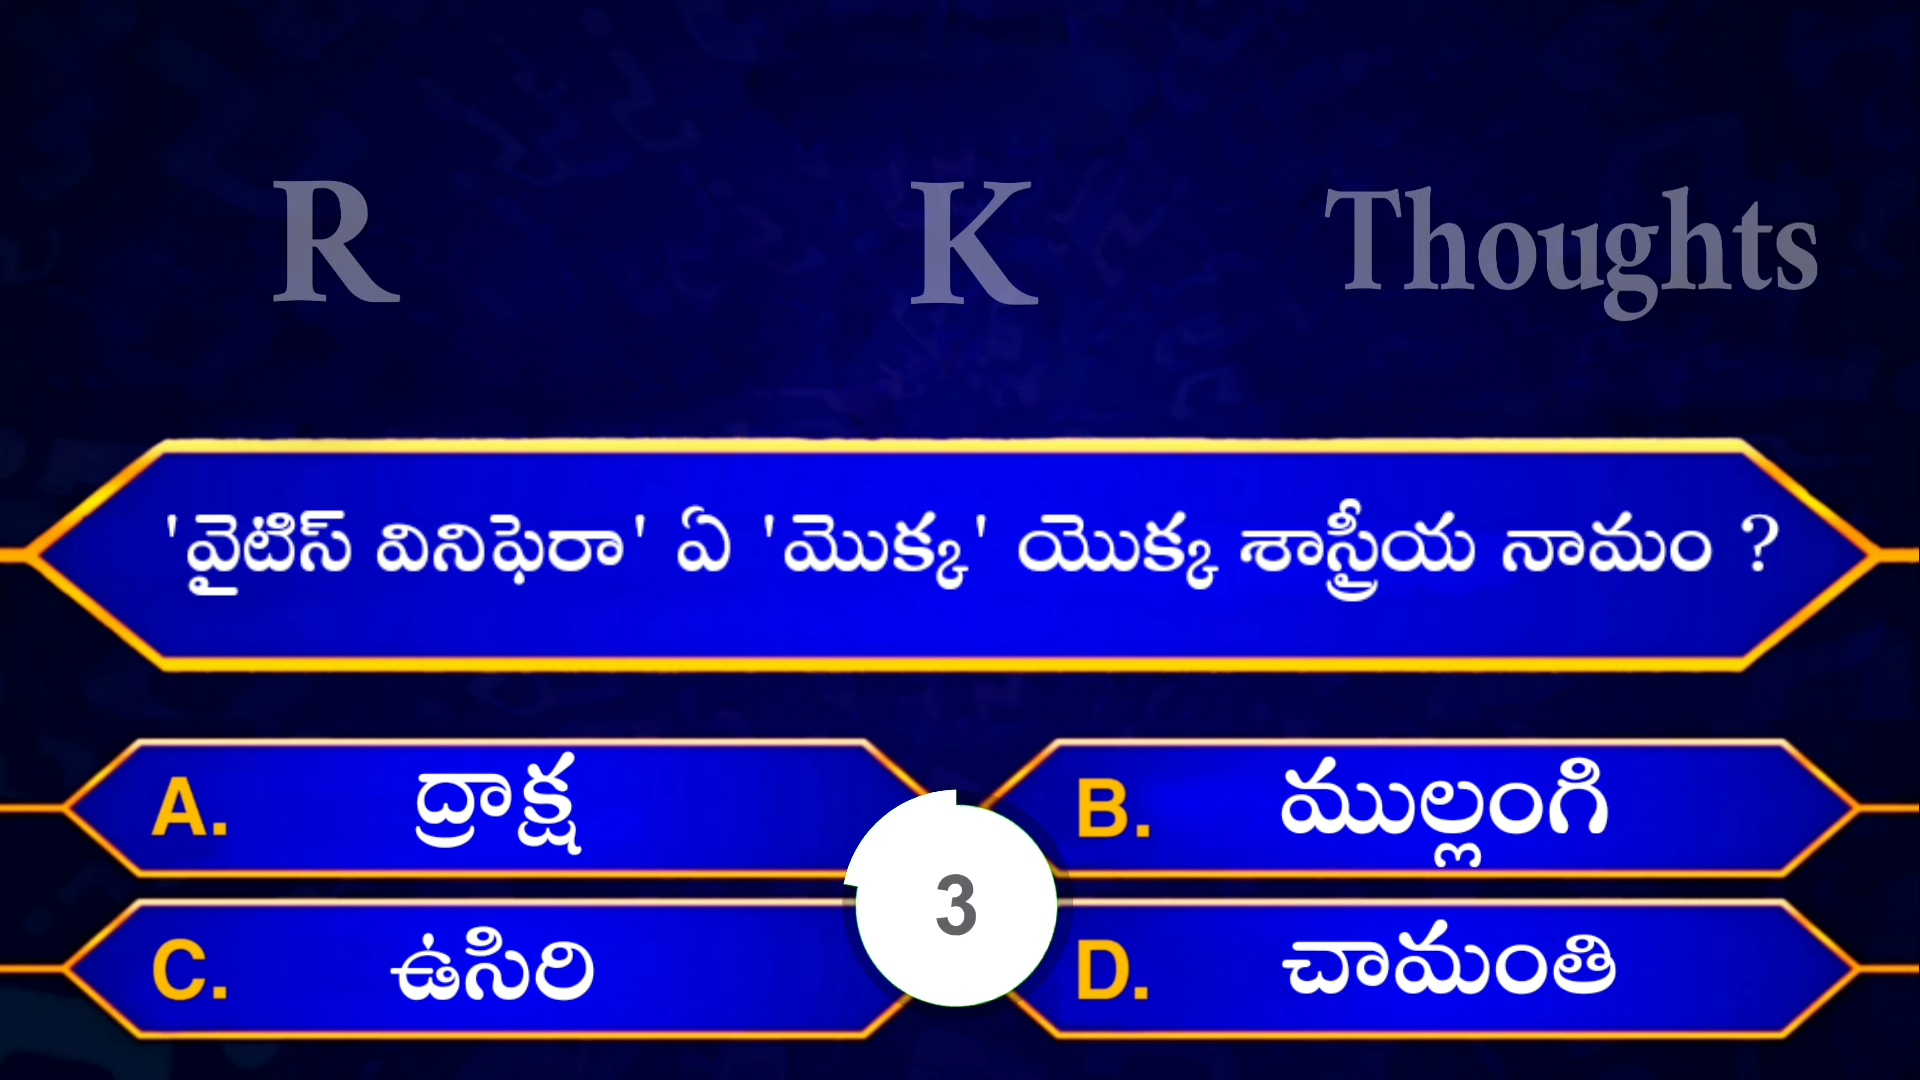 R K Thoughts
'వైటిస్ వినిఫెరా' ఏ 'మొక్క' యొక్క శాస్త్రీయ నామం ?
A. ద్రాక్ష
B. ముల్లంగి
3
C. ఉసిరి
D. చామంతి